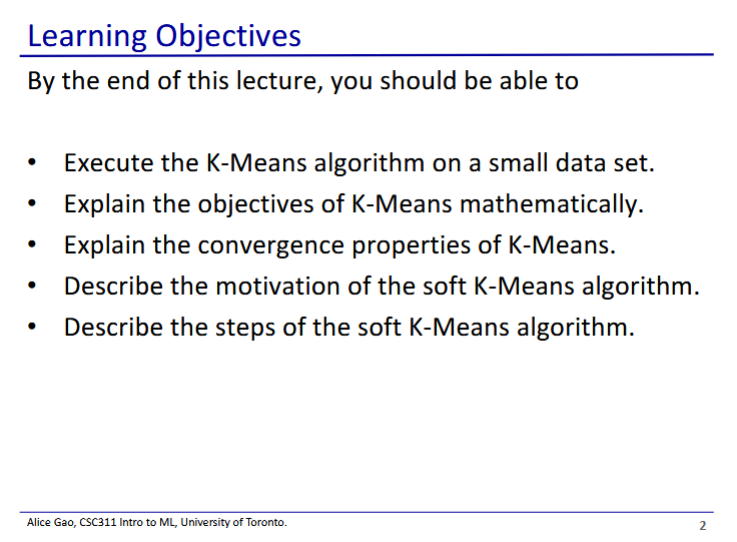 Learning Objectives
By the end of this lecture, you should be able to
• Execute the K-Means algorithm on a small data set.
• Explain the objectives of K-Means mathematically.
• Explain the convergence properties of K-Means.
• Describe the motivation of the soft K-Means algorithm.
• Describe the steps of the soft K-Means algorithm.
Alice Gao, CSC311 Intro to ML, University of Toronto.
2